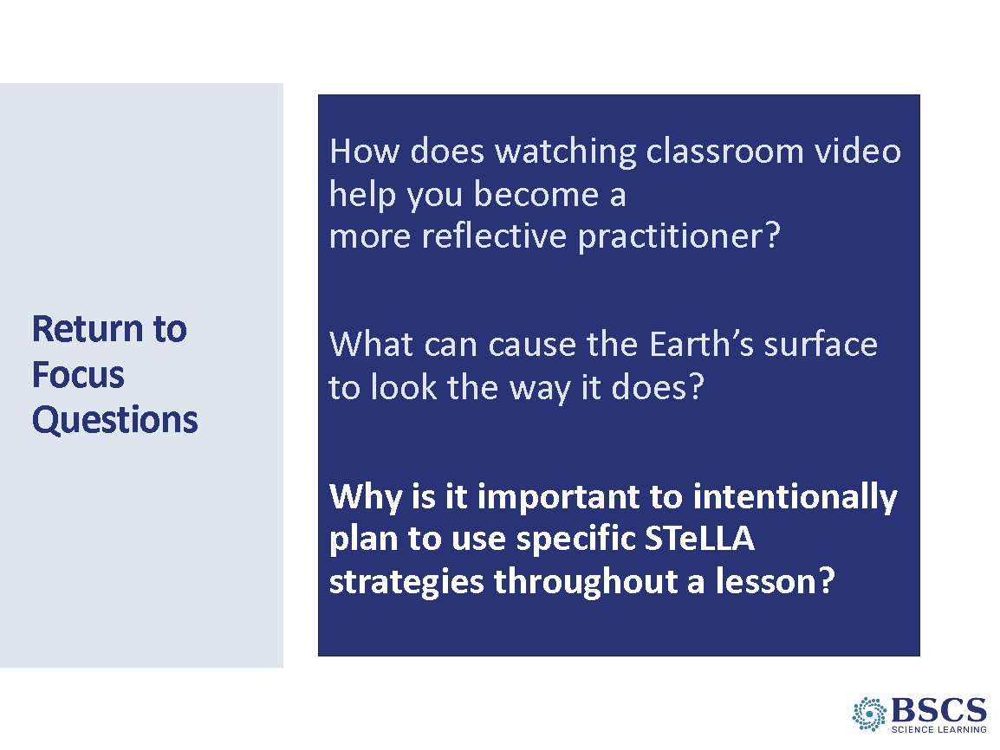 Return to
Focus
Questions
How does watching classroom video
help you become a
more reflective practitioner?
What can cause the Earth’s surface
to look the way it does?
Why is it important to intentionally
plan to use specific STeLLA
strategies throughout a lesson?
BSCS
SCIENCE LEARNING